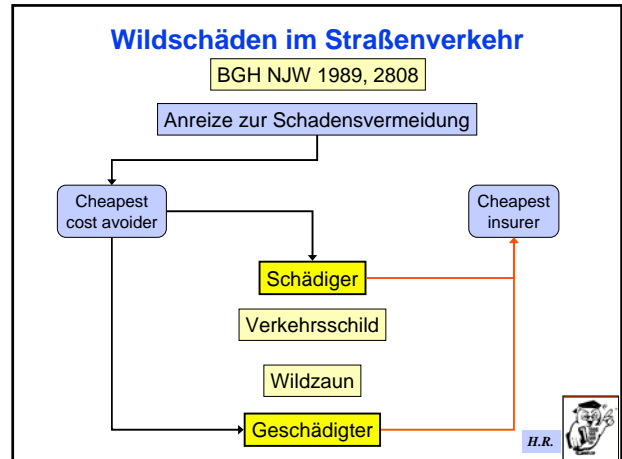 Wildschäden im Straßenverkehr
BGH NJW 1989, 2808
Anreize zur Schadensvermeidung
Cheapest
cost avoider
Cheapest
insurer
Schädiger
Verkehrsschild
Wildzaun
Geschädigter
H.R.